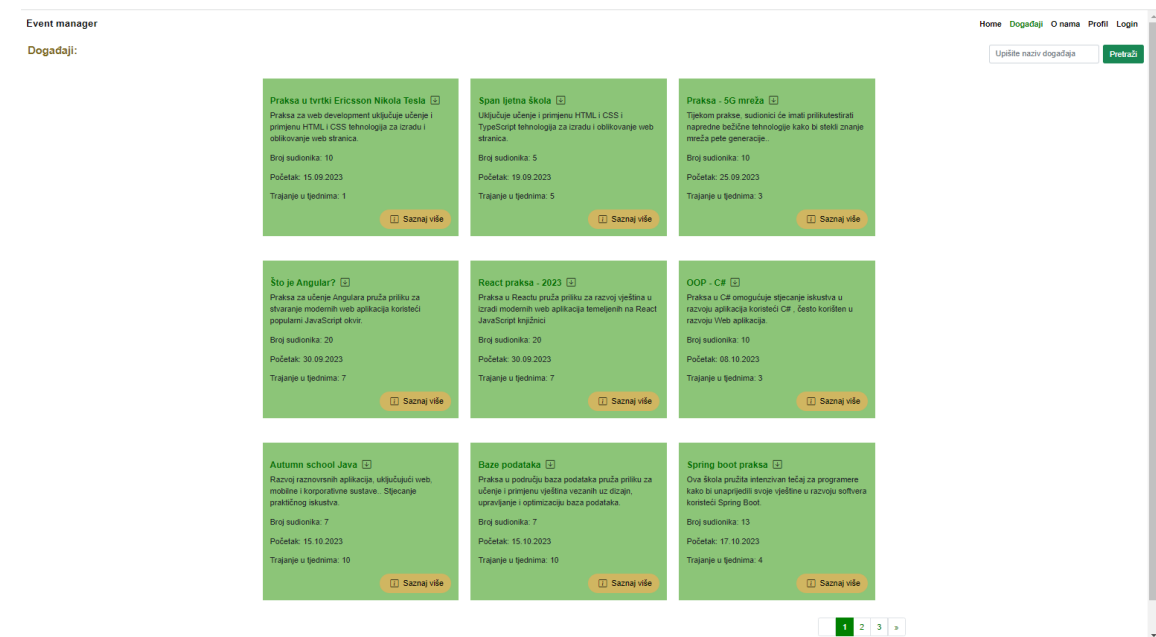 Event manager
Home Događaji O nama Profil Login
Događaji:
Upišite naziv događaja Pretraži
Praksa u tvrtki Ericsson Nikola Tesla
Praksa za web development uključuje učenje i
primjenu HTML i CSS tehnologija za izradu i
oblikovanje web stranica.
Broj sudionika: 10
Početak: 15.09.2023
Trajanje u tjednima: 1
Saznaj više
Span ljetna škola
Uključuje učenje i primjenu HTML i CSS i
TypeScript tehnologija za izradu i oblikovanje web
stranica.
Broj sudionika: 5
Početak: 19.09.2023
Trajanje u tjednima: 5
Saznaj više
Praksa - 5G mreža
Tijekom prakse, sudionici će imati prilikutestirati
napredne bežične tehnologije kako bi stekli znanje
mreža pete generacije..
Broj sudionika: 10
Početak: 25.09.2023
Trajanje u tjednima: 3
Saznaj više
Što je Angular?
Praksa za učenje Angulara pruža priliku za
stvaranje modernih web aplikacija koristeći
popularni JavaScript okvir.
Broj sudionika: 20
Početak: 30.09.2023
Trajanje u tjednima: 7
Saznaj više
React praksa - 2023
Praksa u Reactu pruža priliku za razvoj vještina u
izradi modernih web aplikacija temeljenih na React
JavaScript knjižnici
Broj sudionika: 20
Početak: 30.09.2023
Trajanje u tjednima: 7
Saznaj više
OOP - C#
Praksa u C# omogućuje stjecanje iskustva u
razvoju aplikacija koristeći C# , često korišten u
razvoju Web aplikacija.
Broj sudionika: 10
Početak: 08.10.2023
Trajanje u tjednima: 3
Saznaj više
Autumn school Java
Razvoj raznovrsnih aplikacija, uključujući web,
mobilne i korporativne sustave.. Stjecanje
praktičnog iskustva.
Broj sudionika: 7
Početak: 15.10.2023
Trajanje u tjednima: 10
Saznaj više
Baze podataka
Praksa u području baza podataka pruža priliku za
učenje i primjenu vještina vezanih uz dizajn,
upravljanje i optimizaciju baza podataka.
Broj sudionika: 7
Početak: 15.10.2023
Trajanje u tjednima: 10
Saznaj više
Spring boot praksa
Ova škola pružita intenzivan tečaj za programere
kako bi unaprijedili svoje vještine u razvoju softvera
koristeći Spring Boot.
Broj sudionika: 13
Početak: 17.10.2023
Trajanje u tjednima: 4
Saznaj više
1 2 3 »